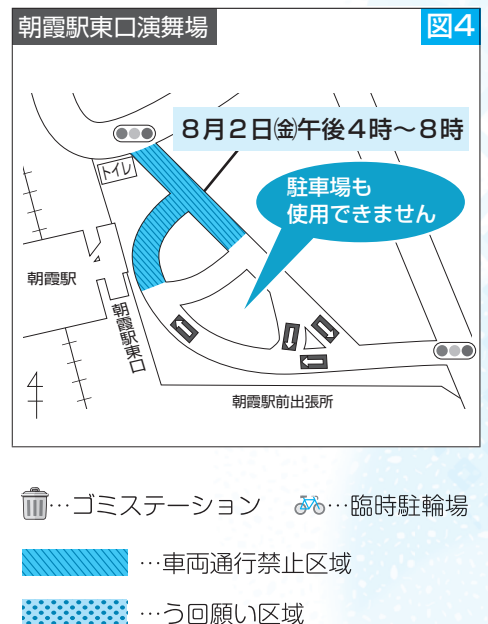 朝霞駅東口演舞場
図4
8月2日㈮午後4時～8時
トイレ
駐車場も
使用できません
朝霞駅
朝霞駅東口
朝霞駅前出張所
…ゴミステーション
…臨時駐輪場
…車両通行禁止区域
…う回願い区域